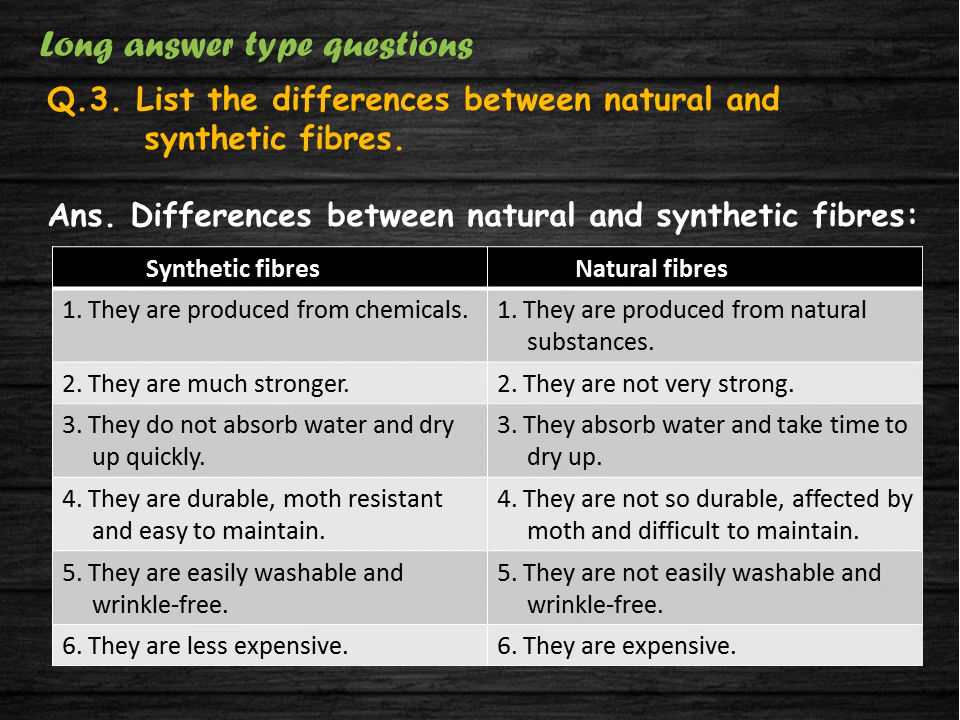 Long answer type questions
Q.3. List the differences between natural and
synthetic fibres.
Ans. Differences between natural and synthetic fibres:
Synthetic fibres
Natural fibres
1. They are produced from chemicals.
1. They are produced from natural
substances.
2. They are much stronger.
2. They are not very strong.
3. They do not absorb water and dry
up quickly.
3. They absorb water and take time to
dry up.
4. They are durable, moth resistant
and easy to maintain.
4. They are not so durable, affected by
moth and difficult to maintain.
5. They are easily washable and
wrinkle-free.
5. They are not easily washable and
wrinkle-free.
6. They are less expensive.
6. They are expensive.